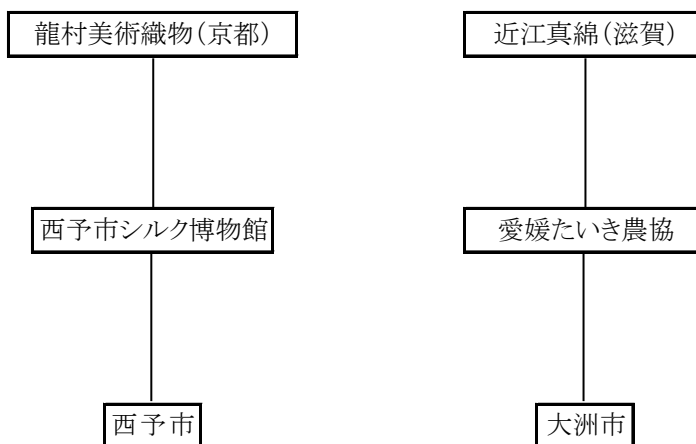 龍村美術織物（京都）
近江真綿（滋賀）
西予市シルク博物館
愛媛たいき農協
西予市
大洲市